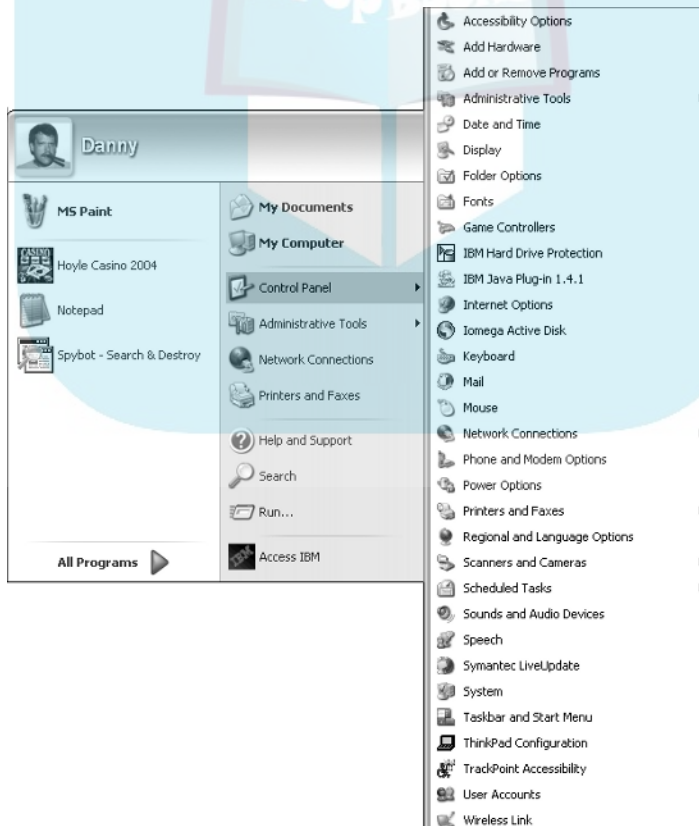 Danny
MS Paint
Hoyle Casino 2004
Notepad
Spybot - Search & Destroy
All Programs
My Documents
My Computer
Control Panel
Administrative Tools
Network Connections
Printers and Faxes
Help and Support
Search
Run...
Access IBM
Accessibility Options
Add Hardware
Add or Remove Programs
Administrative Tools
Date and Time
Display
Folder Options
Fonts
Game Controllers
IBM Hard Drive Protection
IBM Java Plug-in 1.4.1
Internet Options
Iomega Active Disk
Keyboard
Mail
Mouse
Network Connections
Phone and Modem Options
Power Options
Printers and Faxes
Regional and Language Options
Scanners and Cameras
Scheduled Tasks
Sounds and Audio Devices
Speech
Symantec LiveUpdate
System
Taskbar and Start Menu
ThinkPad Configuration
TrackPoint Accessibility
User Accounts
Wireless Link